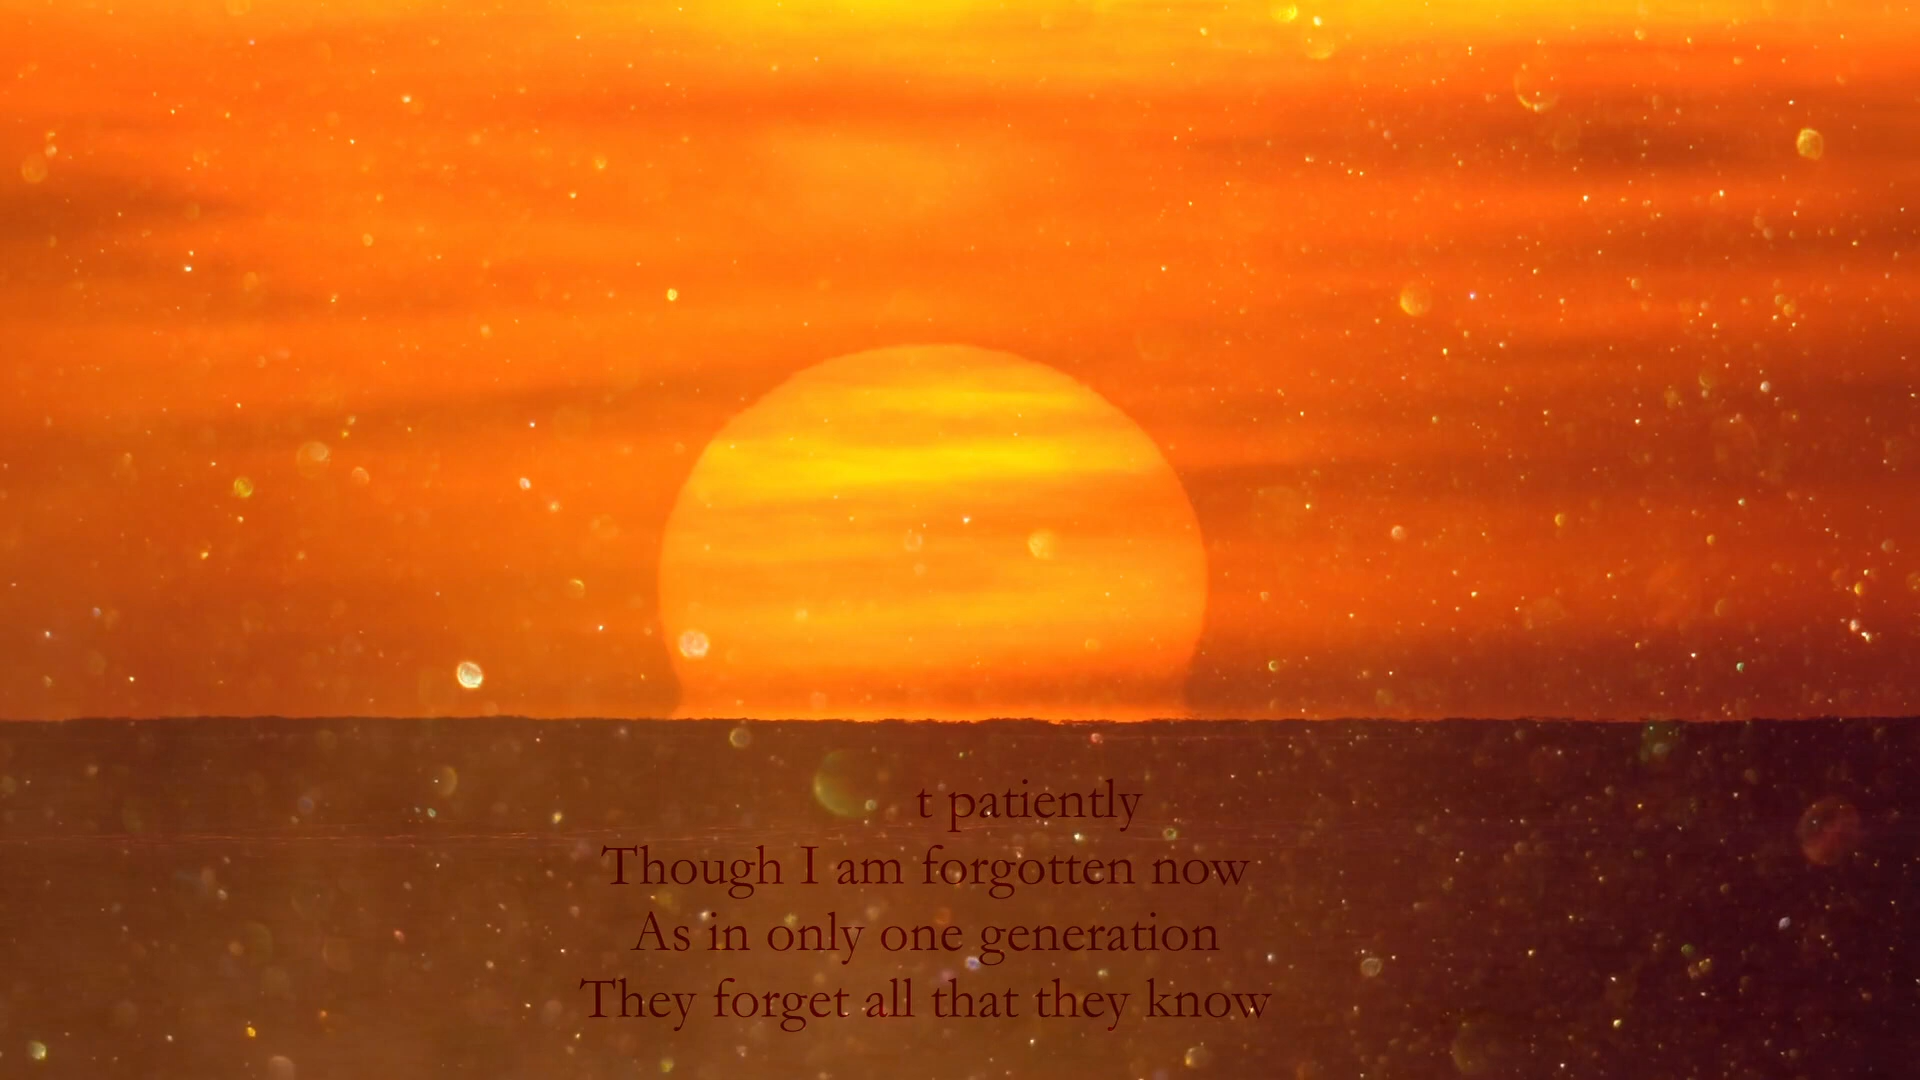 t patiently
Though I am forgotten now
As in only one generation
They forget all that they know